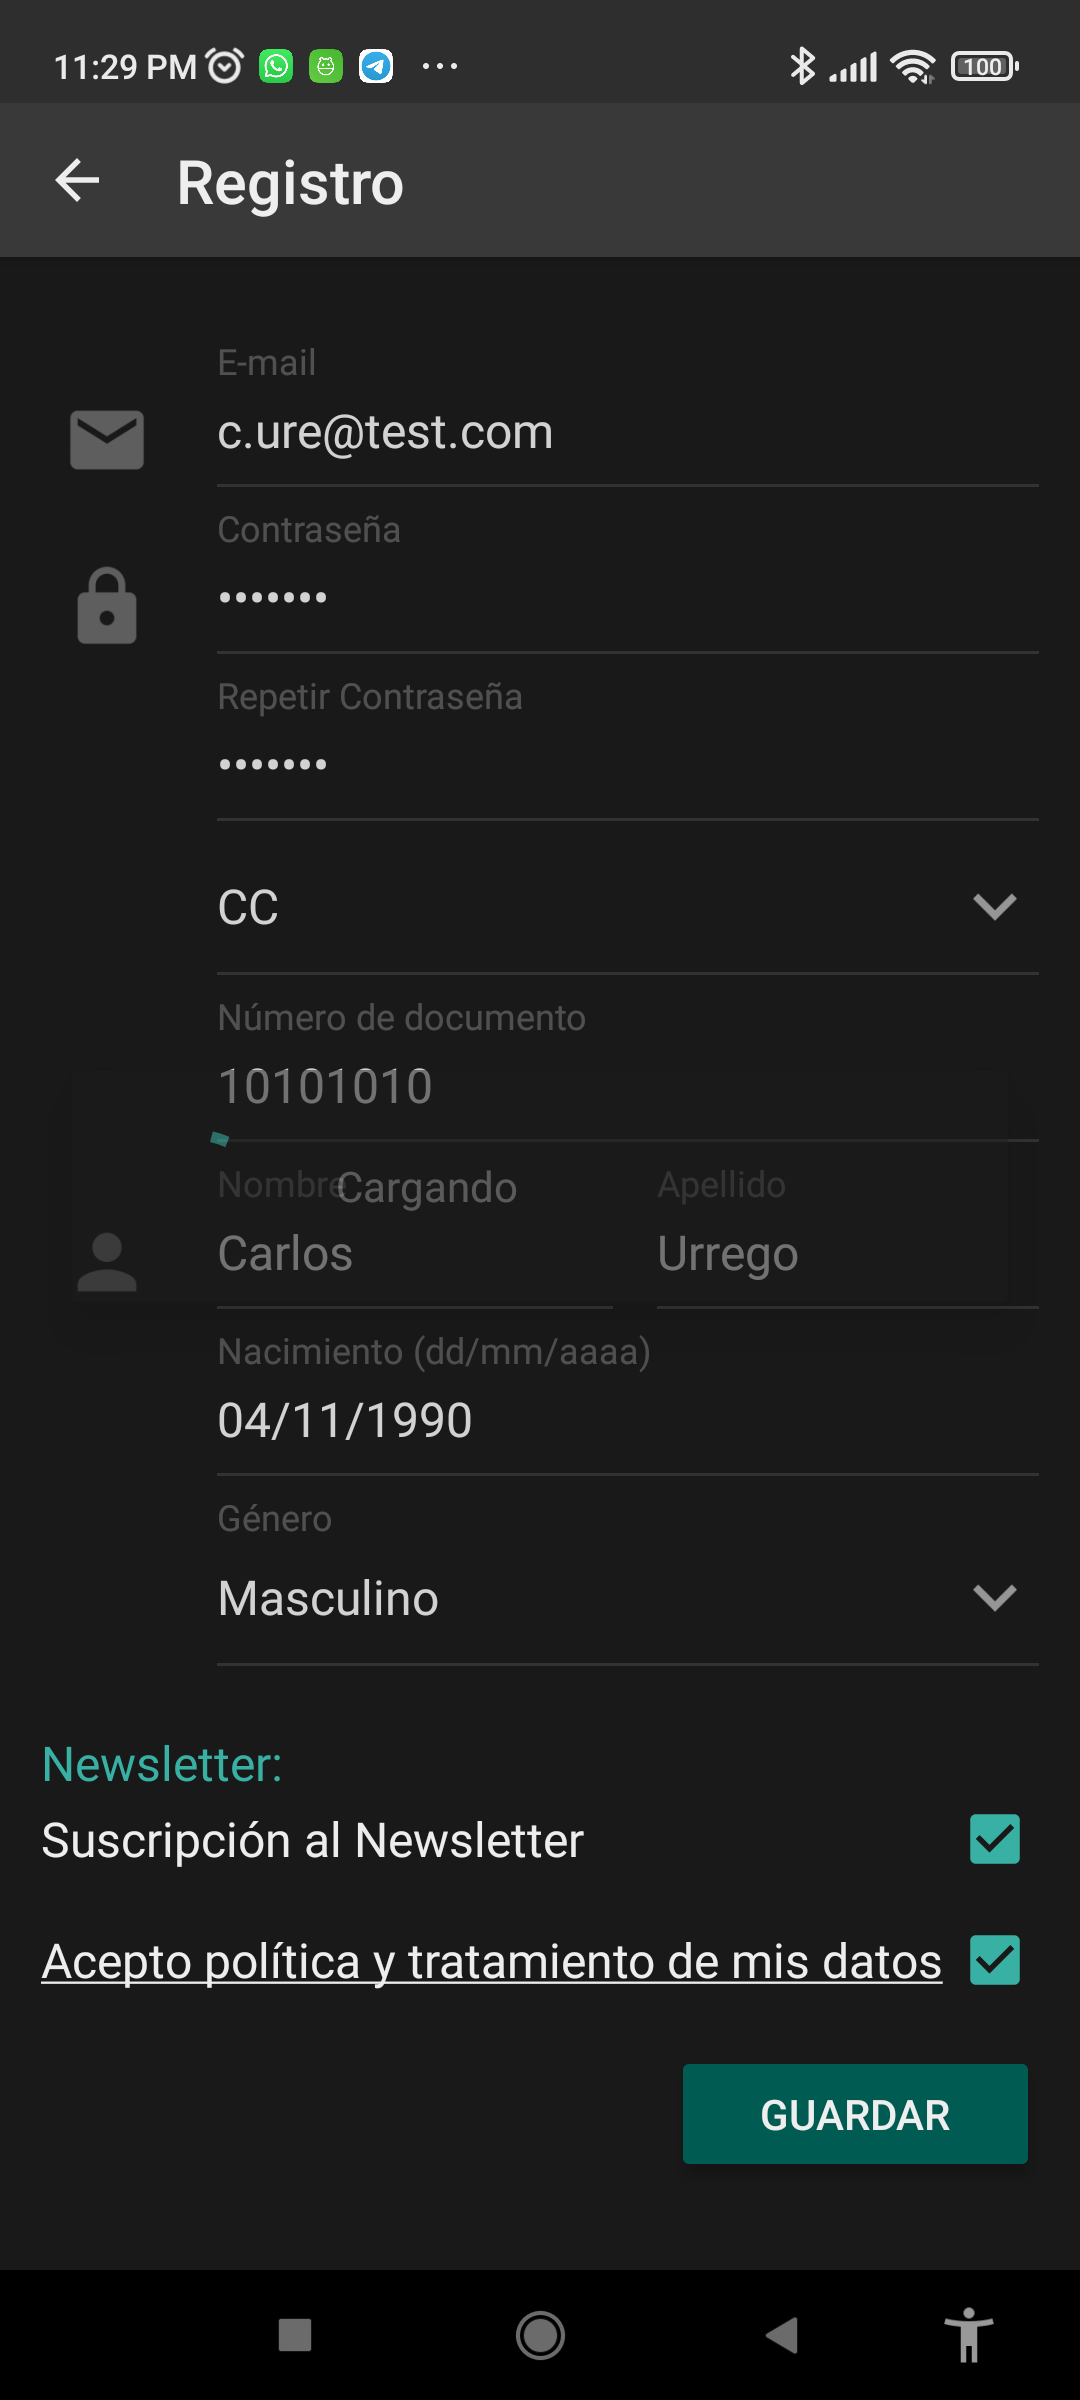 11:29 PM
100
Registro
E-mail
c.ure@test.com
Contraseña
•••••••
Repetir Contraseña
•••••••
CC
Número de documento
10101010
Nombre Cargando Apellido
Carlos Urrego
Nacimiento (dd/mm/aaaa)
04/11/1990
Género
Masculino
Newsletter:
Suscripción al Newsletter
Acepto política y tratamiento de mis datos
GUARDAR